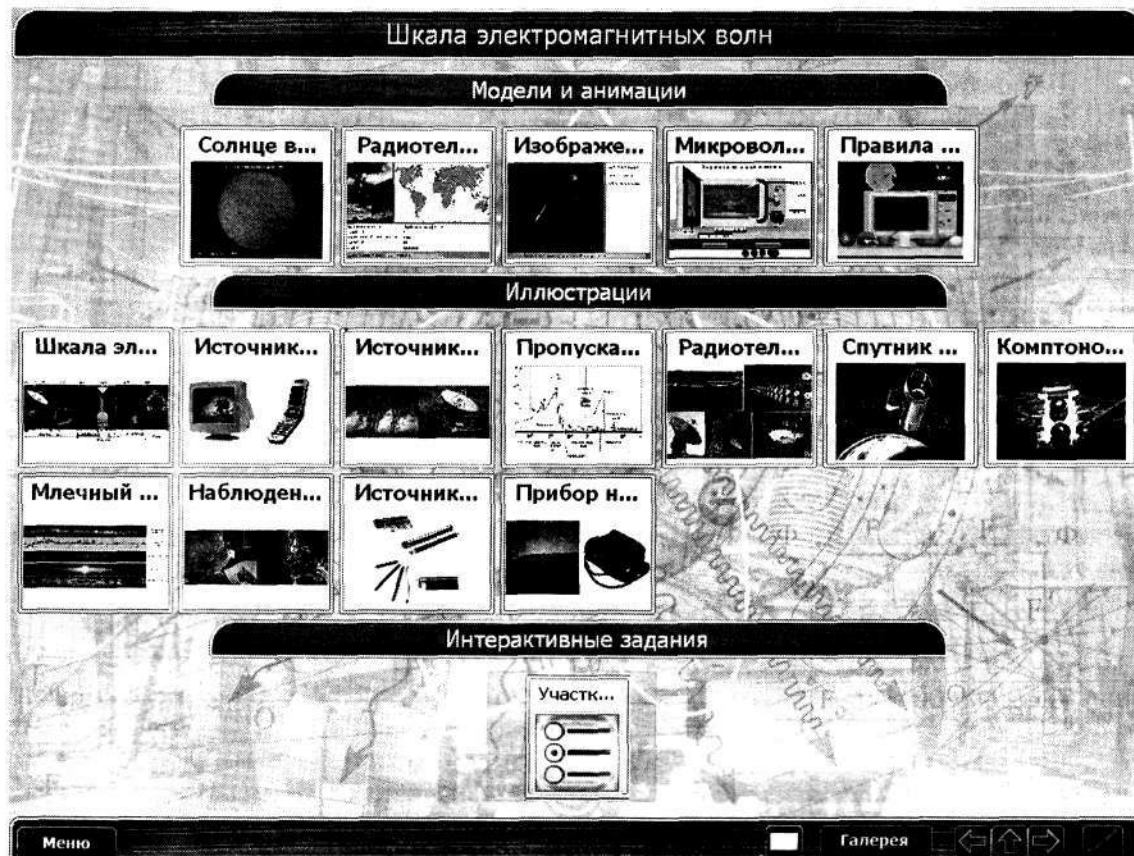 Шкала электромагнитных волн
Модели и анимации
Солнце в... Радиотел... Изображе... Микровол... Правила ...
Иллюстрации
Шкала эл... Источник... Источник... Пропуска... Радиотел... Спутник ... Комптоно...
Млечный ... Наблюден... Источник... Прибор н...
Интерактивные задания
Участк...
Меню Галерея